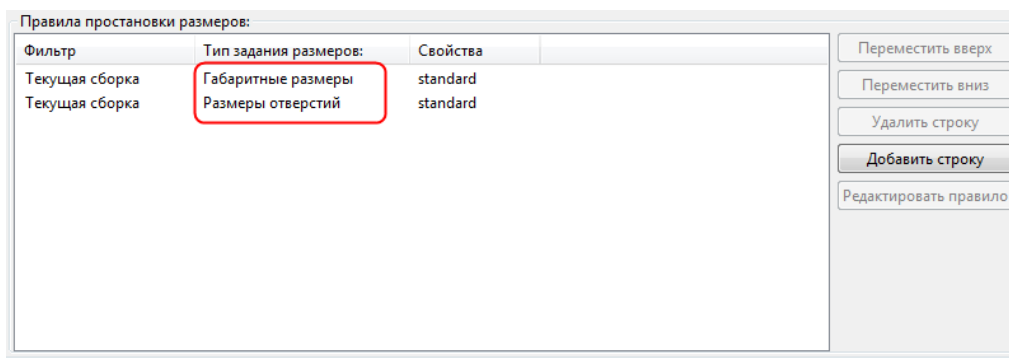 Правила простановки размеров:
Фильтр Тип задания размеров: Свойства
Текущая сборка Габаритные размеры standard
Текущая сборка Размеры отверстий standard
Переместить вверх
Переместить вниз
Удалить строку
Добавить строку
Редактировать правило